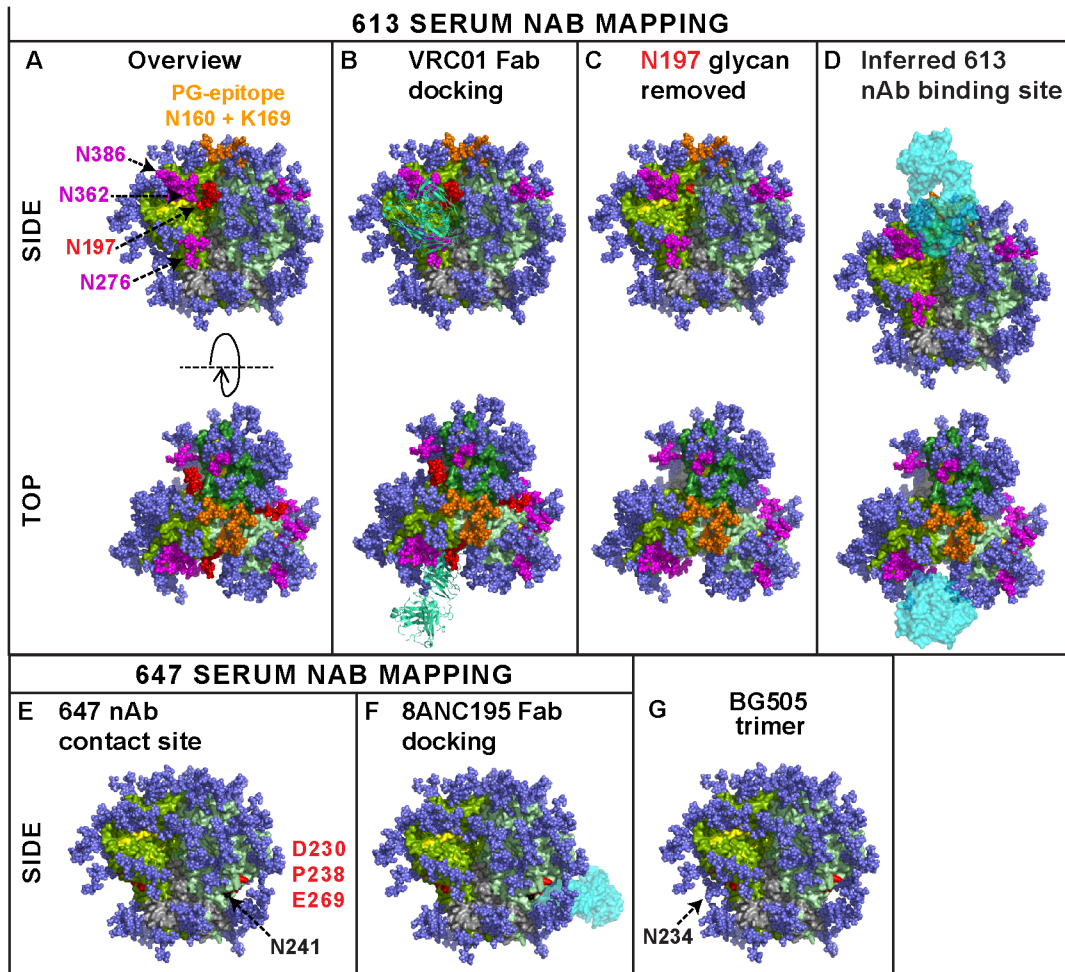 613 SERUM NAB MAPPING
A Overview
PG-epitope
N160 + K169
N386
N362
N197
N276
B VRC01 Fab
docking
C N197 glycan
removed
D Inferred 613
nAb binding site
SIDE
TOP
647 SERUM NAB MAPPING
E 647 nAb
contact site
D230
P238
E269
N241
F 8ANC195 Fab
docking
G BG505
trimer
N234
SIDE